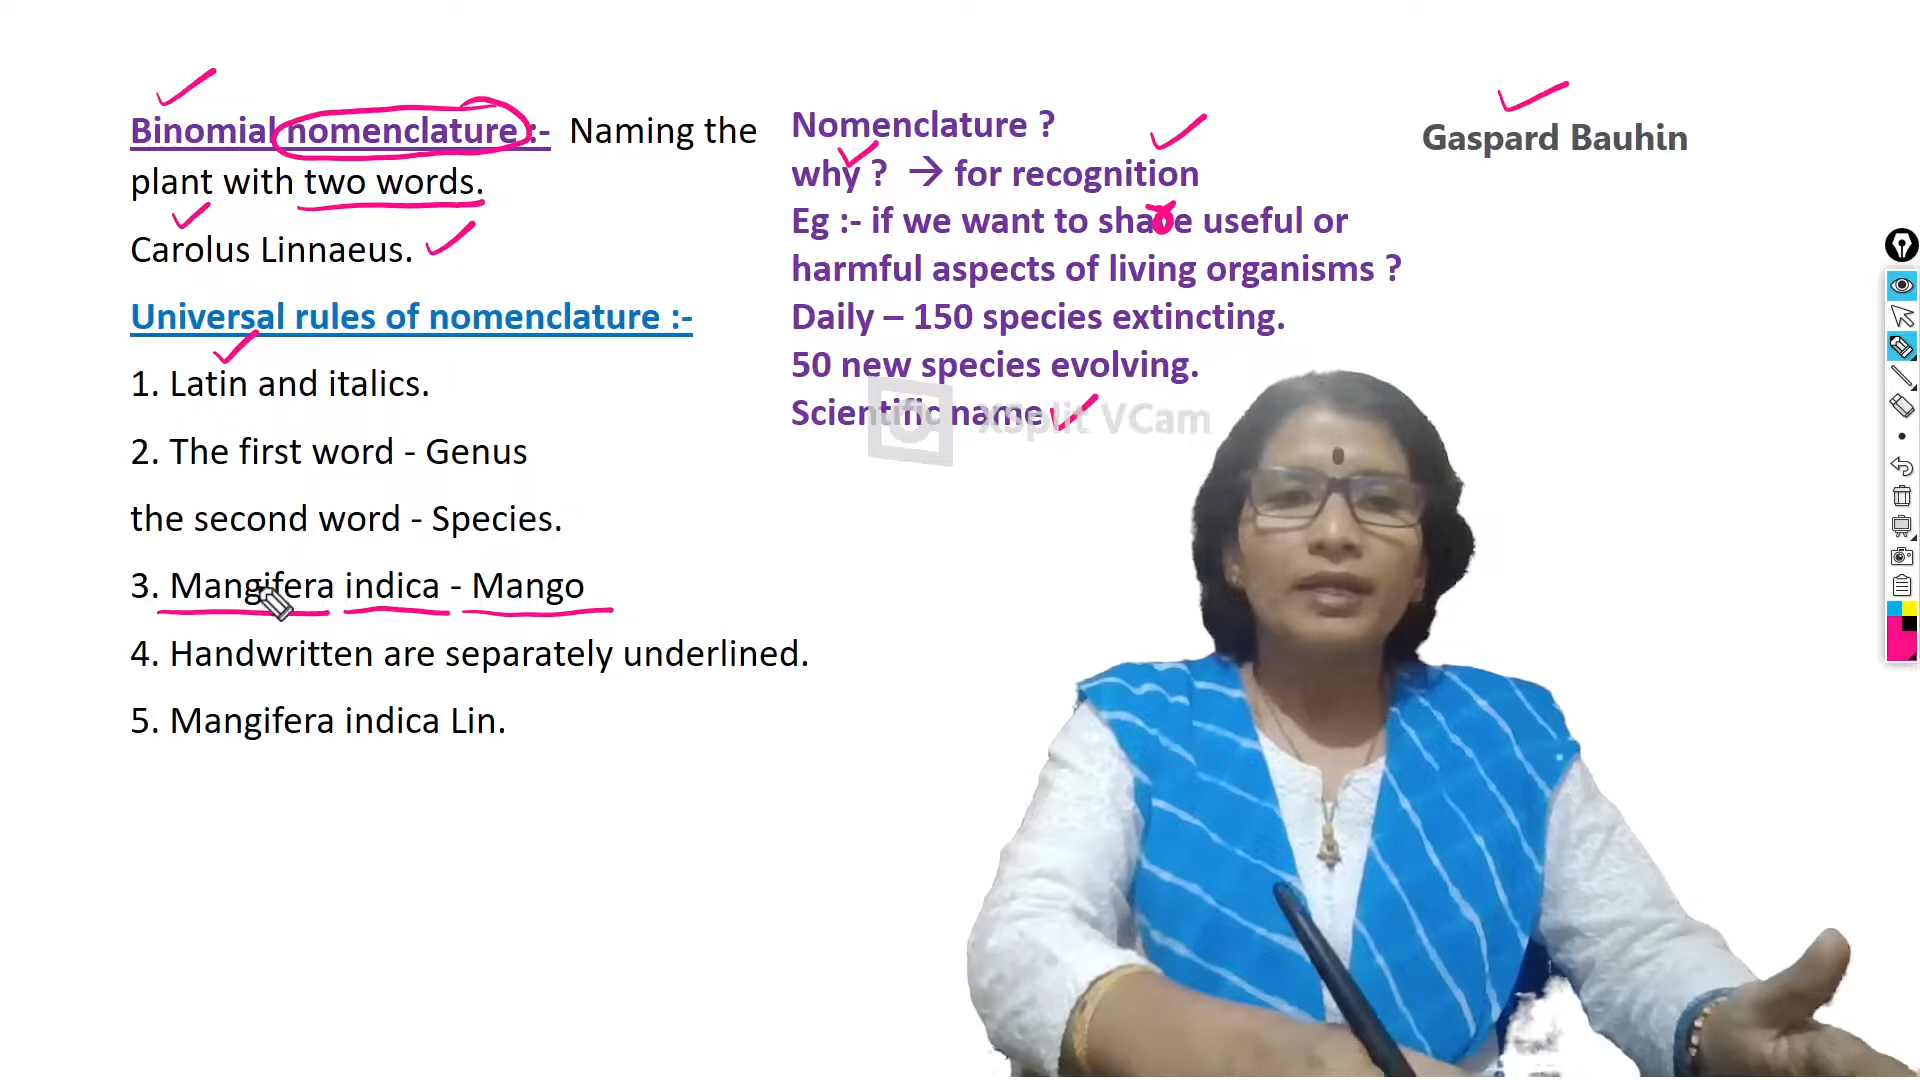 Binomial nomenclature :- Naming the
plant with two words.
Carolus Linnaeus.
Universal rules of nomenclature :-
1. Latin and italics.
2. The first word - Genus
the second word - Species.
3. Mangifera indica - Mango
4. Handwritten are separately underlined.
5. Mangifera indica Lin.
Nomenclature ?
why ? → for recognition
Eg :- if we want to share useful or
harmful aspects of living organisms ?
Daily – 150 species extincting.
50 new species evolving.
Scientific name
XSplit VCam
Gaspard Bauhin